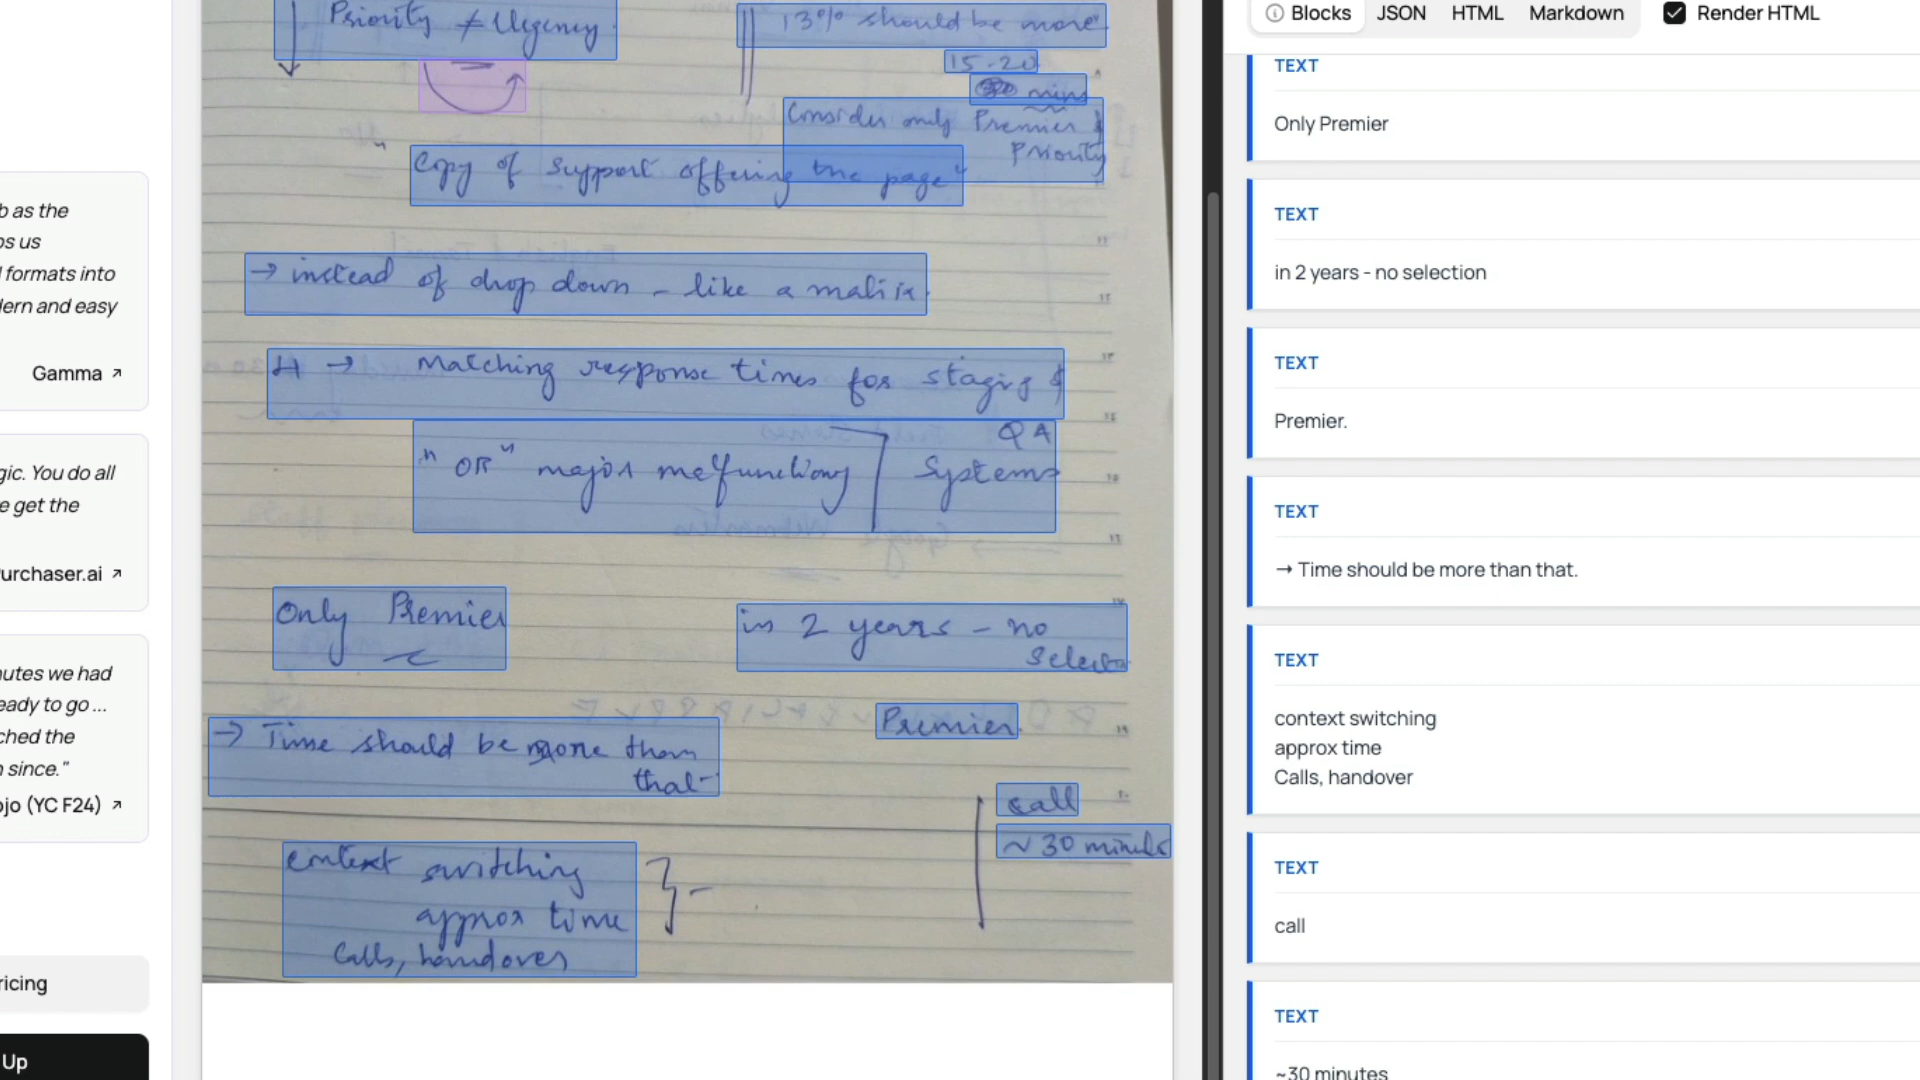 b as the
os us
l formats into
lern and easy
Gamma ↗
gic. You do all
e get the
urchaser.ai ↗
nutes we had
eady to go ...
ched the
n since."
ojo (YC F24) ↗
ricing
Up
Priority ≠ Urgency
13% should be more
15-20
mins
Consider only Premier &
Priority
"Copy of support offering the page"
→ instead of drop down - like a matrix.
4 → Matching response times for staging &
QA
"OR" major melfunctiong
Systems
Only Premier
in 2 years - no
Premier.
→ Time should be more than
that
call
~ 30 minutes
context switching
approx time
Calls, handover
Blocks
JSON
HTML
Markdown
Render HTML
TEXT
Only Premier
TEXT
in 2 years - no selection
TEXT
Premier.
TEXT
→ Time should be more than that.
TEXT
context switching
approx time
Calls, handover
TEXT
call
TEXT
~30 minutes